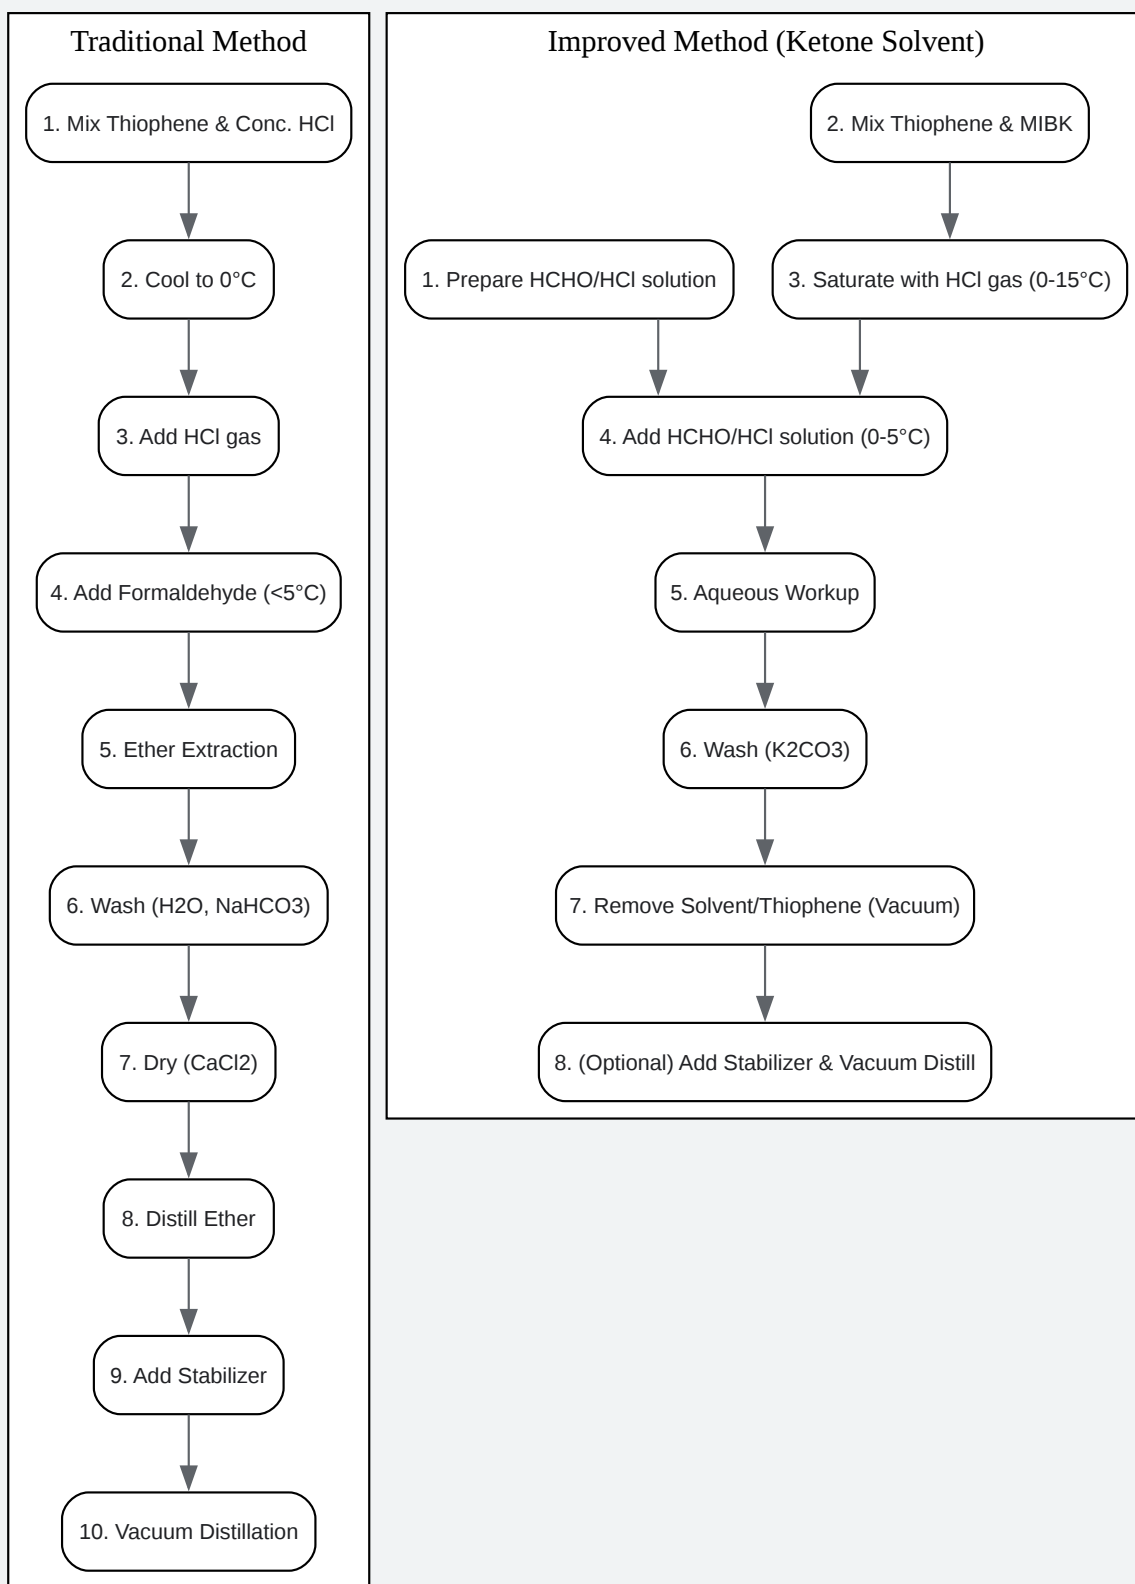 Traditional Method
1. Mix Thiophene & Conc. HCl
2. Cool to 0°C
3. Add HCl gas
4. Add Formaldehyde (<5°C)
5. Ether Extraction
6. Wash (H2O, NaHCO3)
7. Dry (CaCl2)
8. Distill Ether
9. Add Stabilizer
10. Vacuum Distillation
Improved Method (Ketone Solvent)
2. Mix Thiophene & MIBK
1. Prepare HCHO/HCl solution
3. Saturate with HCl gas (0-15°C)
4. Add HCHO/HCl solution (0-5°C)
5. Aqueous Workup
6. Wash (K2CO3)
7. Remove Solvent/Thiophene (Vacuum)
8. (Optional) Add Stabilizer & Vacuum Distill